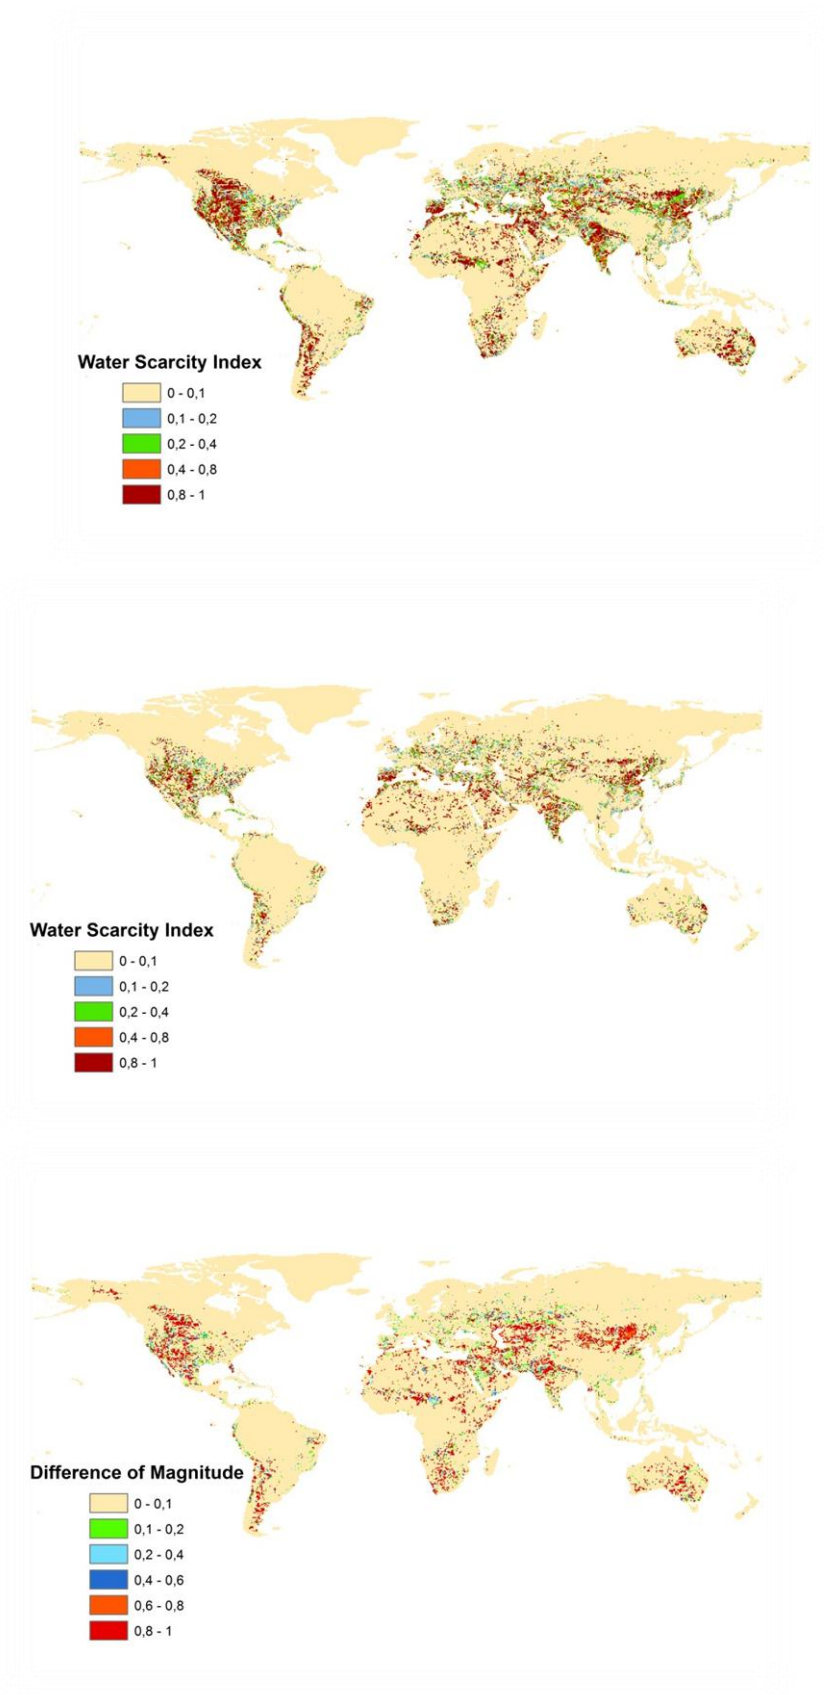 Water Scarcity Index
0 - 0,1
0,1 - 0,2
0,2 - 0,4
0,4 - 0,8
0,8 - 1
Water Scarcity Index
0 - 0,1
0,1 - 0,2
0,2 - 0,4
0,4 - 0,8
0,8 - 1
Difference of Magnitude
0 - 0,1
0,1 - 0,2
0,2 - 0,4
0,4 - 0,6
0,6 - 0,8
0,8 - 1